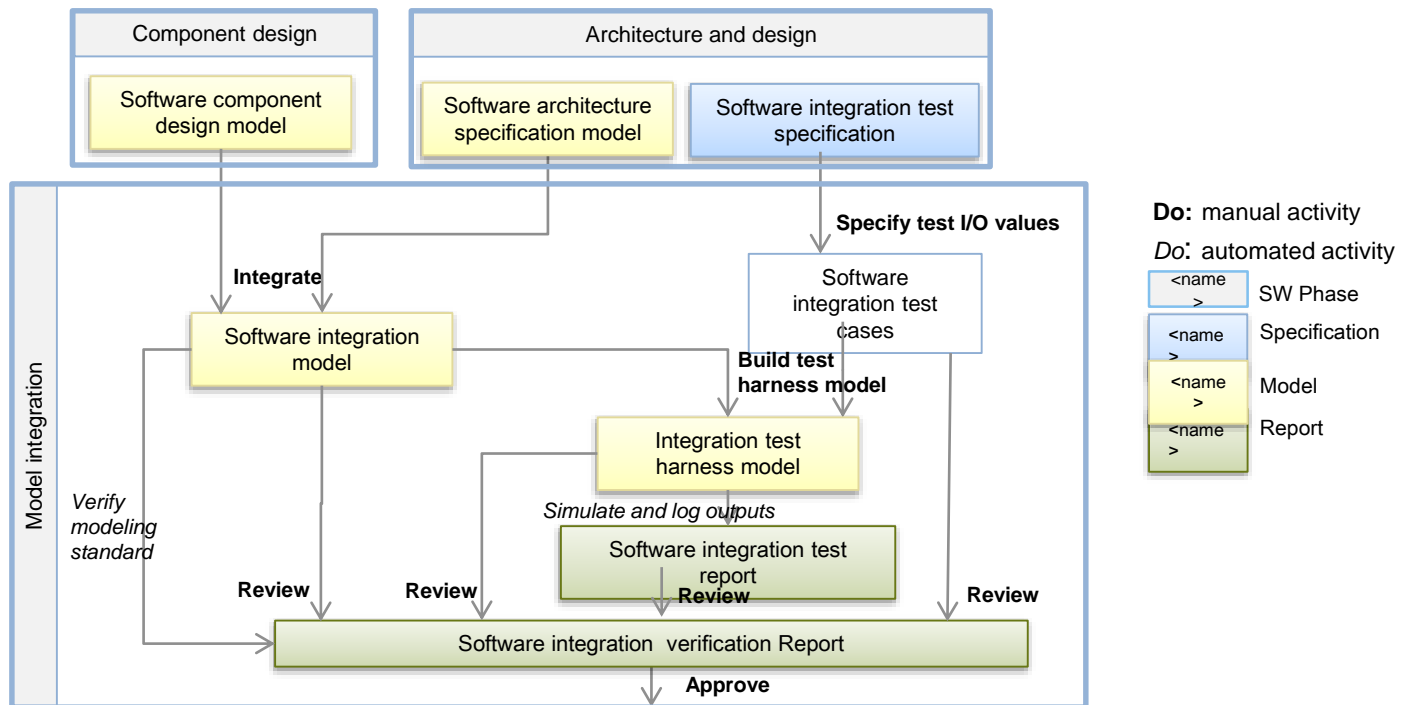 Component design
Architecture and design
Software component
design model
Software architecture
specification model
Software integration test
specification
Model integration
Specify test I/O values
Integrate
Software
integration test
cases
Software integration
model
Build test
harness model
Integration test
harness model
Verify
modeling
standard
Simulate and log outputs
Software integration test
report
Review
Review
Review
Review
Software integration verification Report
Approve
Do: manual activity
Do: automated activity
<name
>
SW Phase
<name
>
Specification
<name
>
Model
<name
>
Report